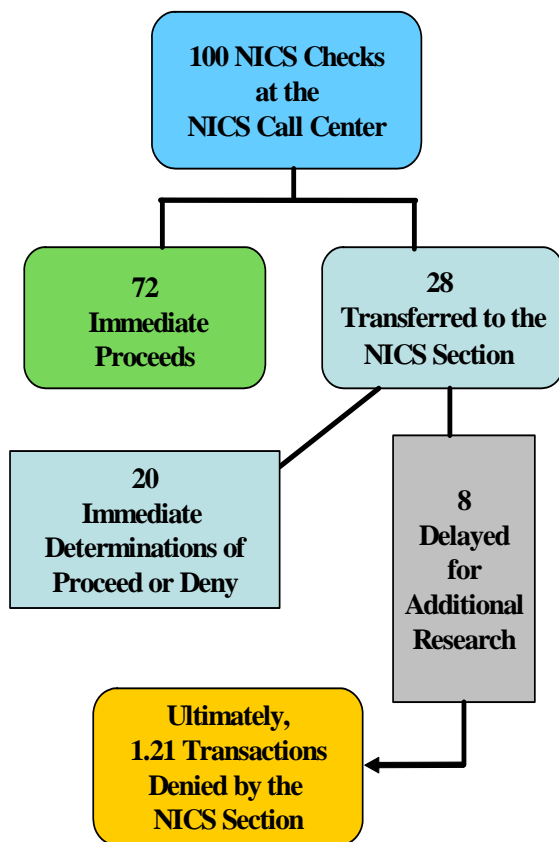 100 NICS Checks
at the
NICS Call Center
72
Immediate
Proceeds
28
Transferred to the
NICS Section
20
Immediate
Determinations of
Proceed or Deny
8
Delayed
for
Additional
Research
Ultimately,
1.21 Transactions
Denied by the
NICS Section